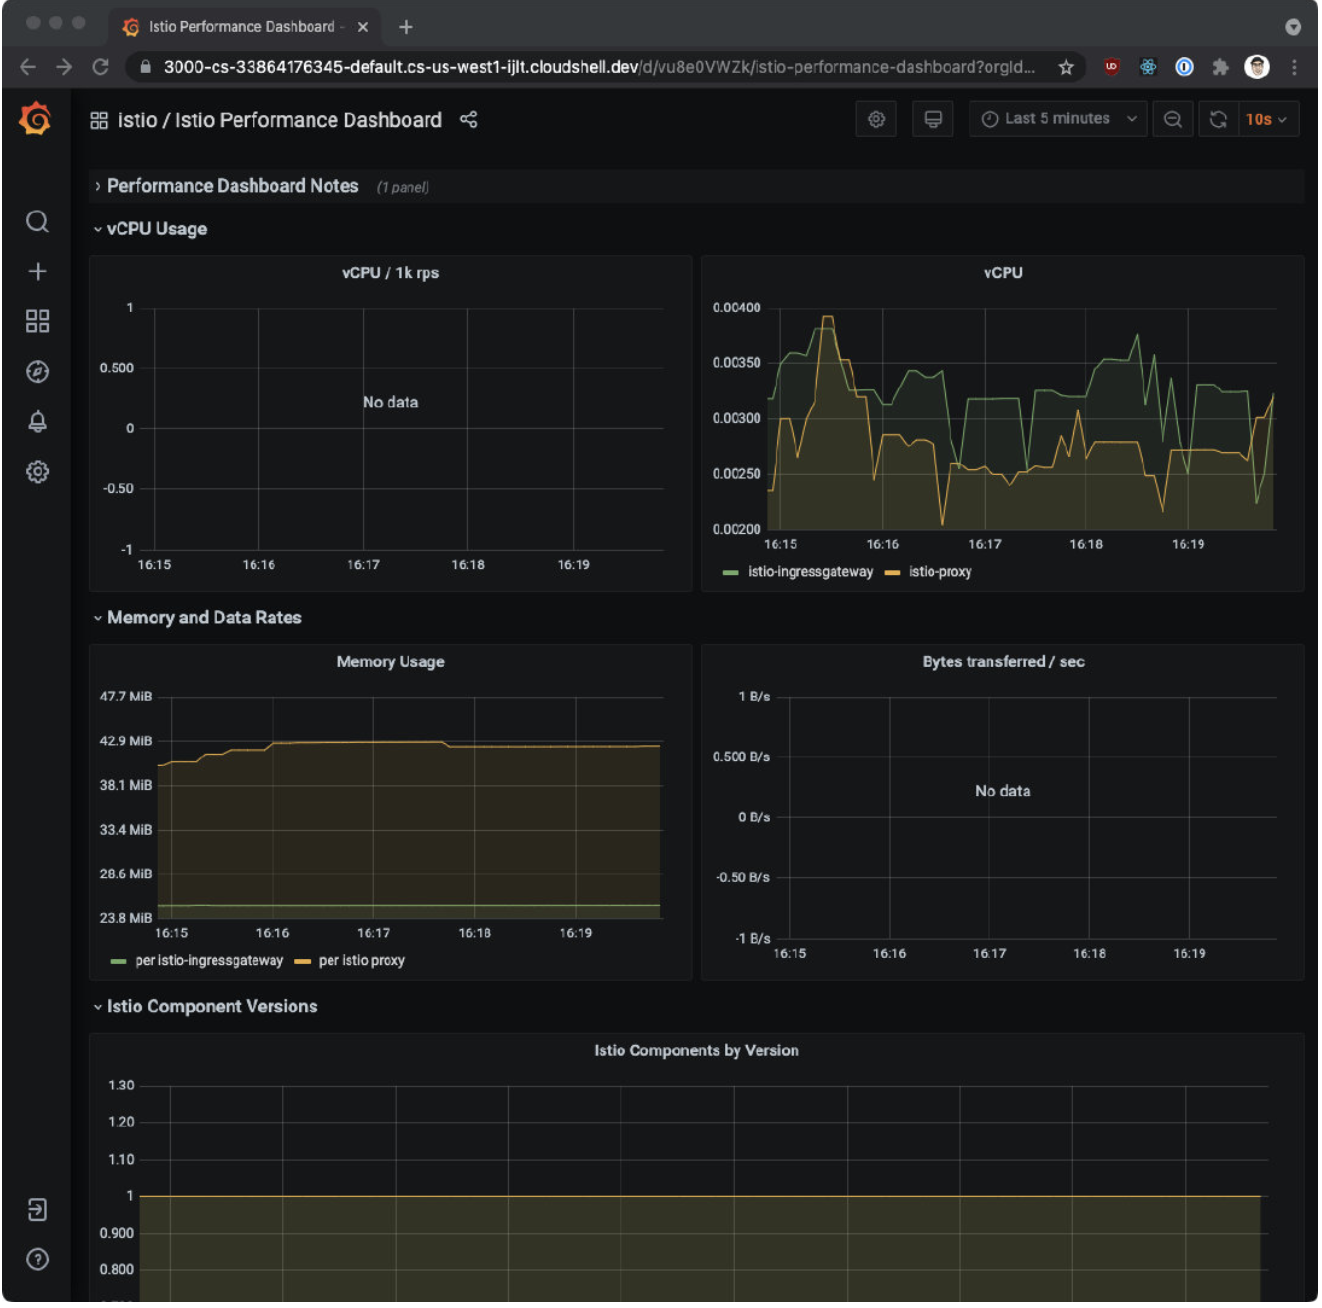 Istio Performance Dashboard -
3000-cs-33864176345-default.cs-us-west1-ijlt.cloudshell.dev/d/vu8e0VWZk/istio-performance-dashboard?orgId...
istio / Istio Performance Dashboard
Last 5 minutes
10s
Performance Dashboard Notes (1 panel)
vCPU Usage
vCPU / 1k rps
1
0.500
0
-0.50
-1
No data
16:15 16:16 16:17 16:18 16:19
vCPU
0.00400
0.00350
0.00300
0.00250
0.00200
16:15 16:16 16:17 16:18 16:19
istio-ingressgateway istio-proxy
Memory and Data Rates
Memory Usage
47.7 MiB
42.9 MiB
38.1 MiB
33.4 MiB
28.6 MiB
23.8 MiB
16:15 16:16 16:17 16:18 16:19
per istio-ingressgateway per istio proxy
Bytes transferred / sec
1 B/s
0.500 B/s
0 B/s
-0.50 B/s
-1 B/s
No data
16:15 16:16 16:17 16:18 16:19
Istio Component Versions
Istio Components by Version
1.30
1.20
1.10
1
0.900
0.800